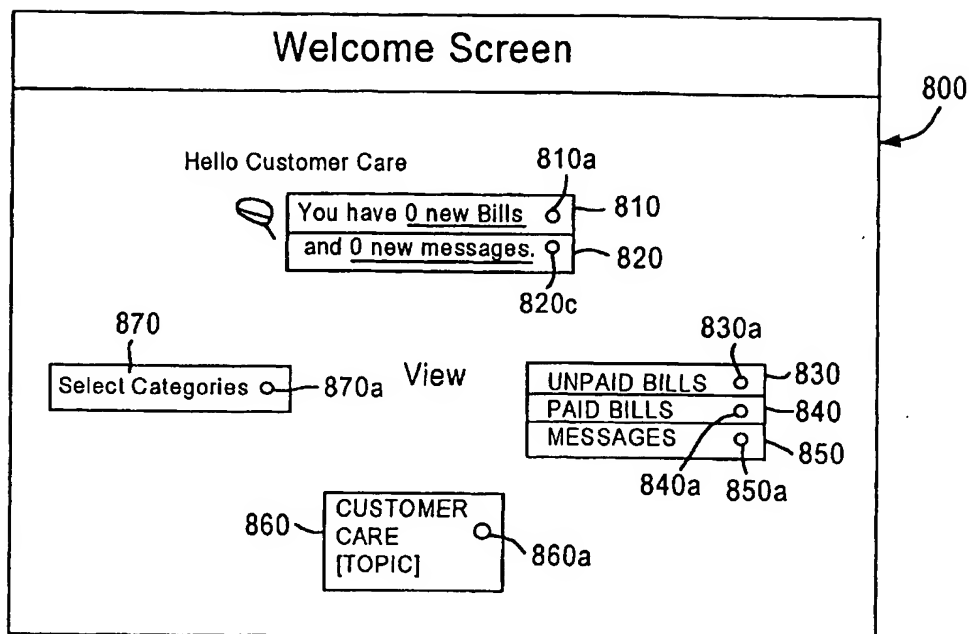 Welcome Screen
800
Hello Customer Care
810a
You have 0 new Bills
810
and 0 new messages.
820
820c
870
830a
Select Categories
870a
View
UNPAID BILLS
830
PAID BILLS
840
MESSAGES
850
840a
850a
860
CUSTOMER
CARE
[TOPIC]
860a